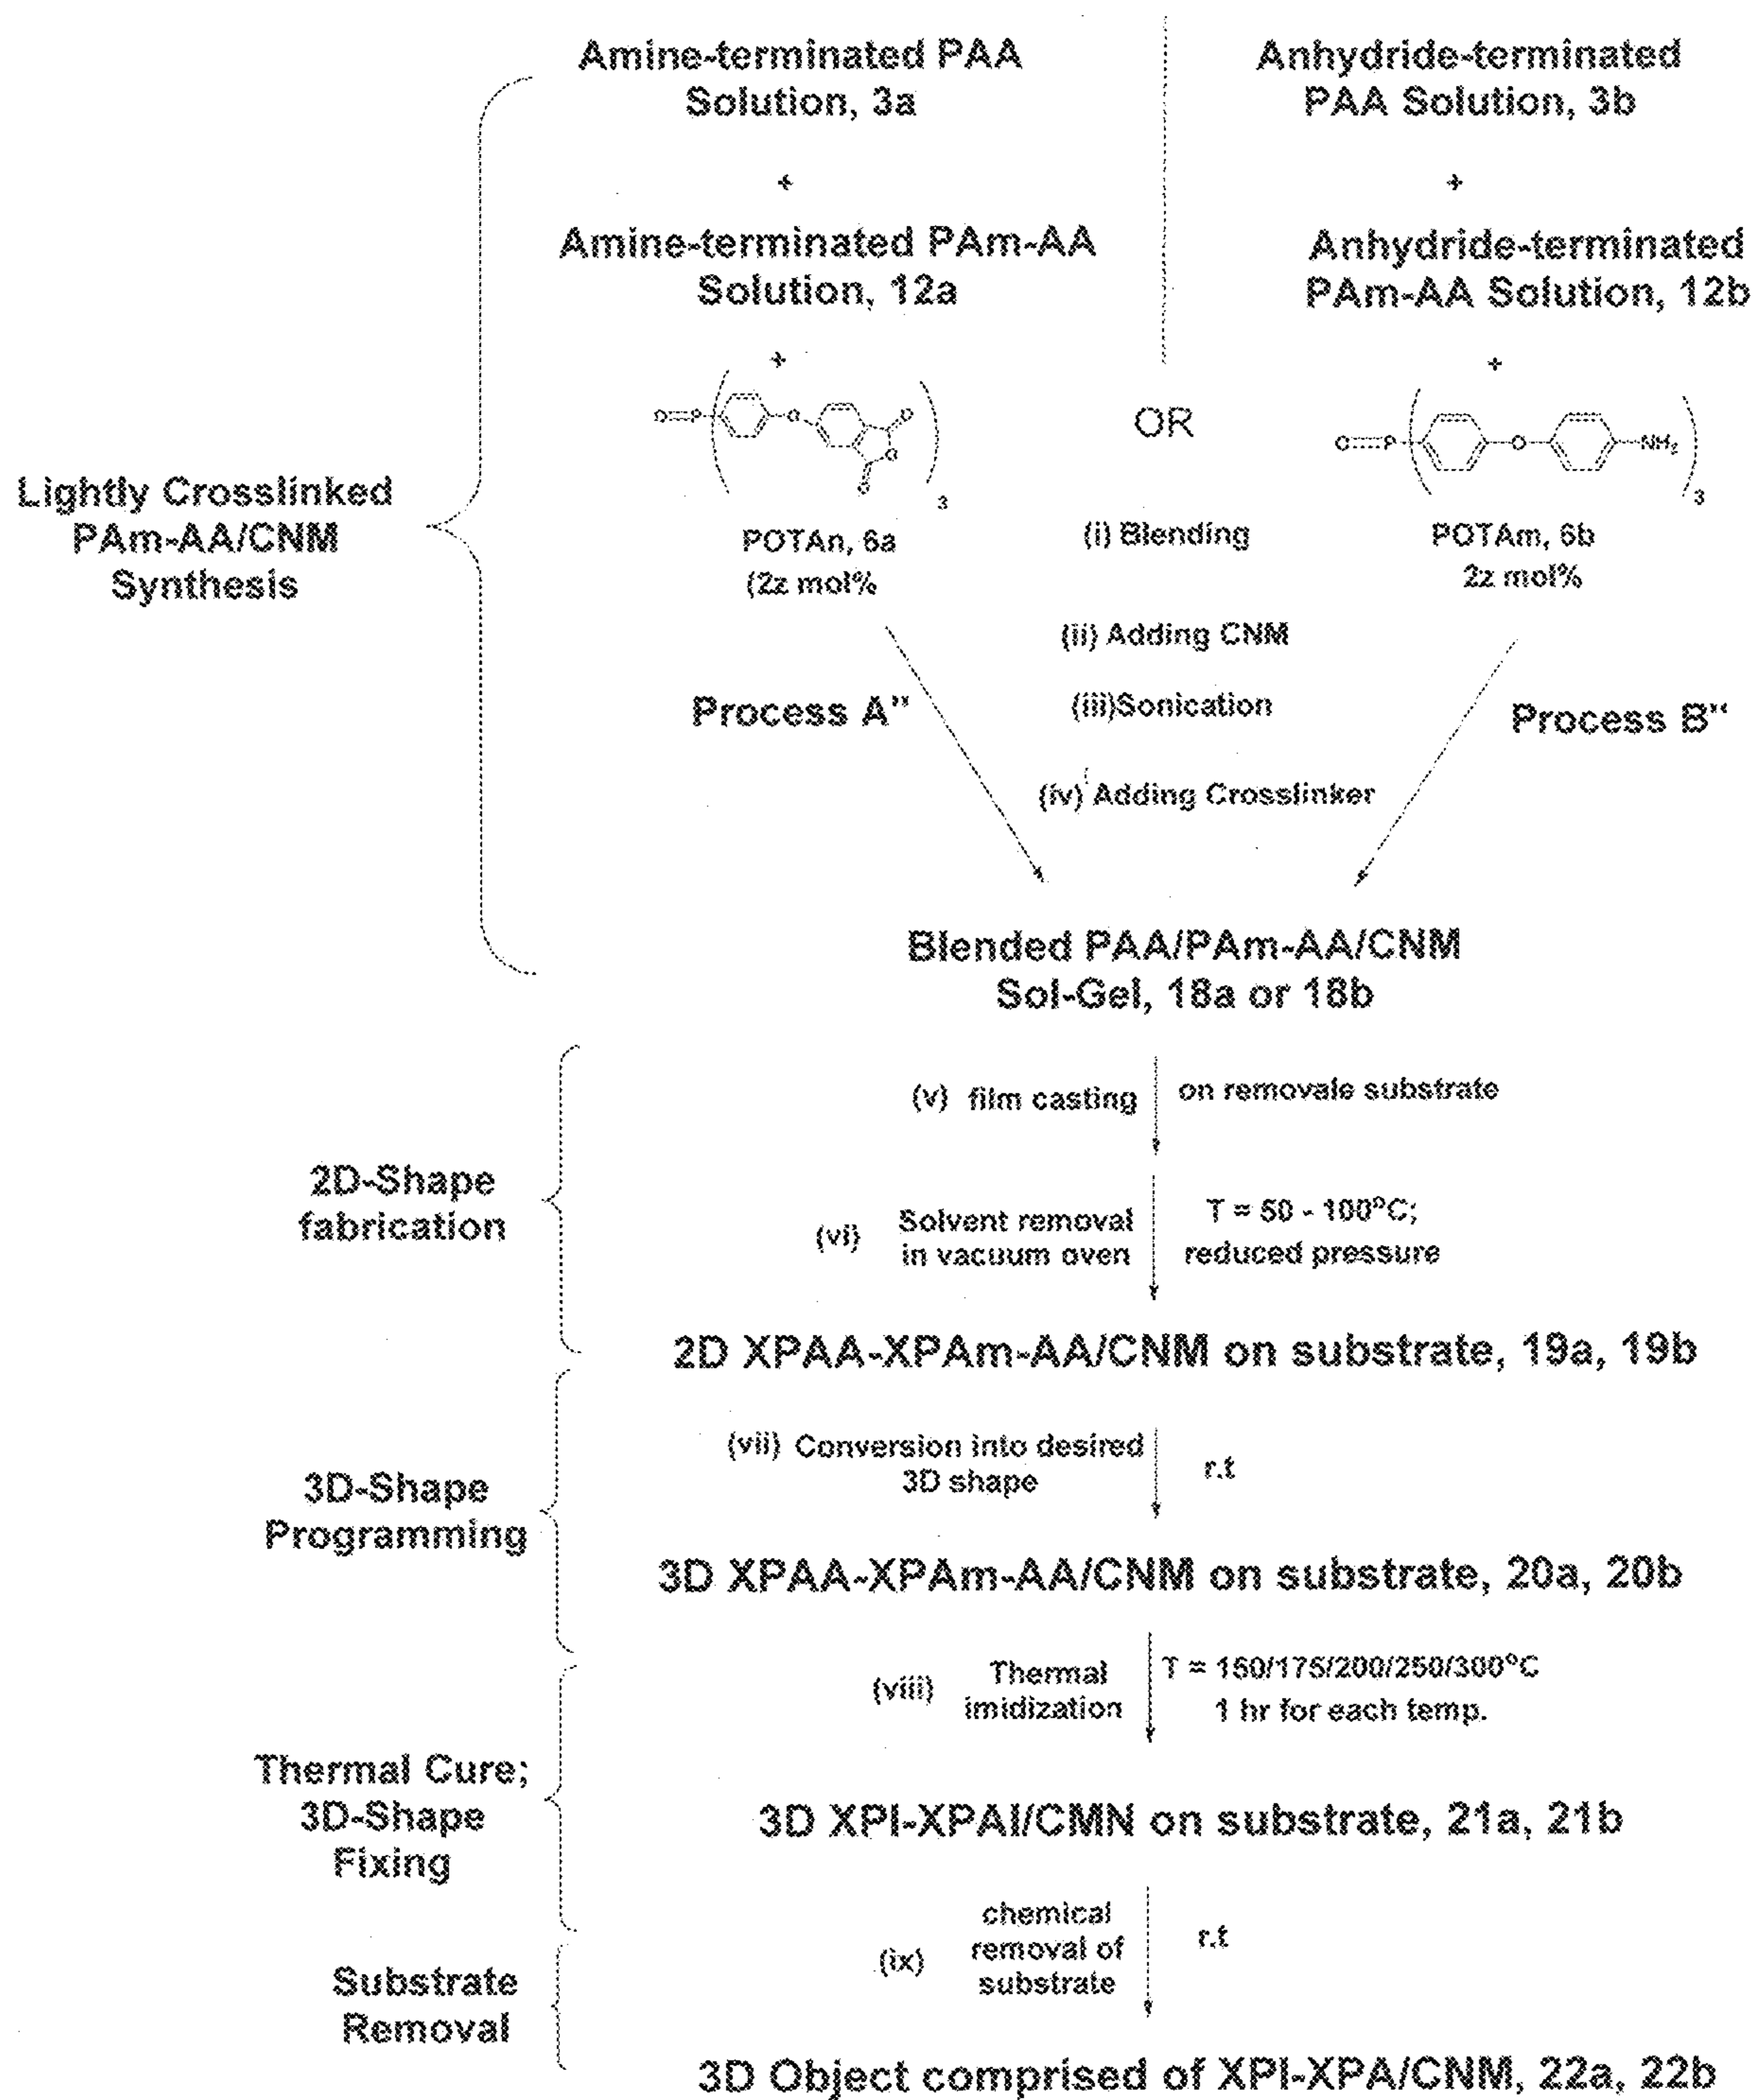 Amine-terminated PAA
Solution, 3a
+
Amine-terminated PAm-AA
Solution, 12a
+
Anhydride-terminated
PAA Solution, 3b
+
Anhydride-terminated
PAm-AA Solution, 12b
+
O=P
O
O
O
O
3
POTAn, 6a
(2z mol%
OR
O=P
O
NH2
3
POTAm, 6b
2z mol%
Lightly Crosslinked
PAm-AA/CNM
Synthesis
(i) Blending
(ii) Adding CNM
(iii)Sonication
(iv) Adding Crosslinker
Process A"
Process B"
Blended PAA/PAm-AA/CNM
Sol-Gel, 18a or 18b
2D-Shape
fabrication
(v) film casting
on removale substrate
(vi) Solvent removal
in vacuum oven
T = 50 - 100°C;
reduced pressure
2D XPAA-XPAm-AA/CNM on substrate, 19a, 19b
3D-Shape
Programming
(vii) Conversion into desired
3D shape
r.t
3D XPAA-XPAm-AA/CNM on substrate, 20a, 20b
Thermal Cure;
3D-Shape
Fixing
(viii) Thermal
imidization
T = 150/175/200/250/300°C
1 hr for each temp.
3D XPI-XPAI/CMN on substrate, 21a, 21b
Substrate
Removal
(ix) chemical
removal of
substrate
r.t
3D Object comprised of XPI-XPA/CNM, 22a, 22b